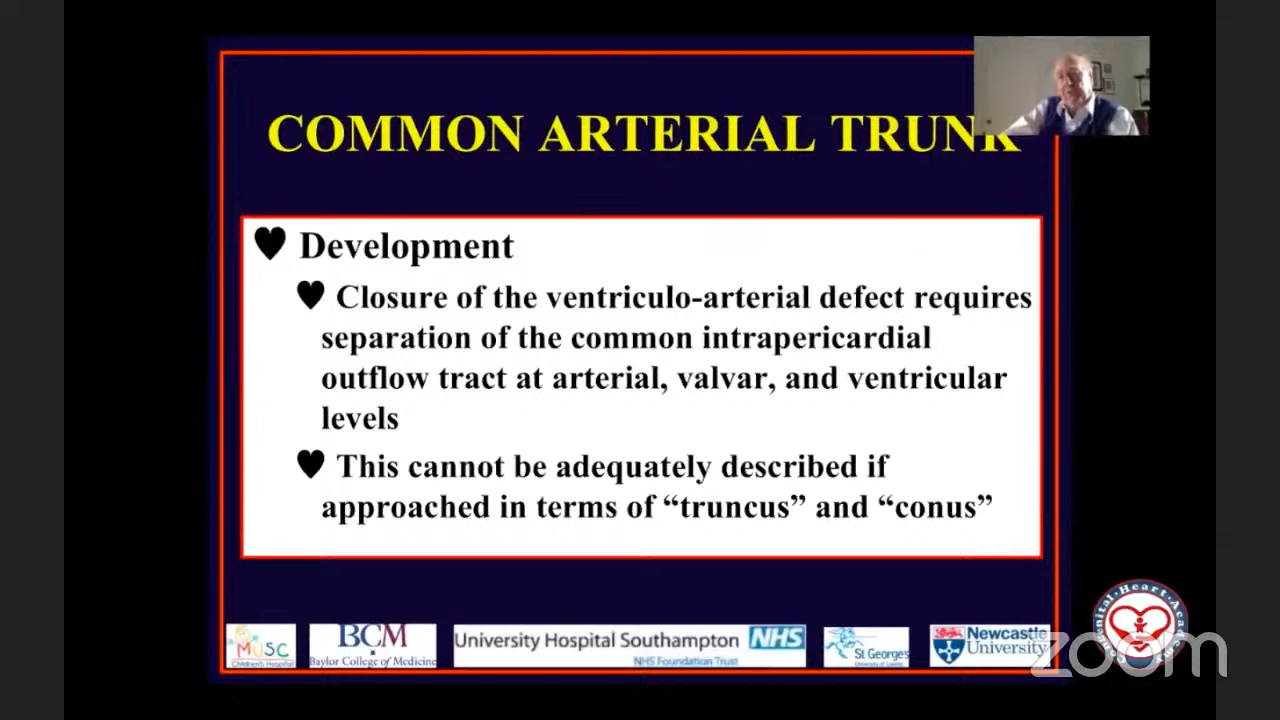 COMMON ARTERIAL TRUNK
Development
Closure of the ventriculo-arterial defect requires
separation of the common intrapericardial
outflow tract at arterial, valvar, and ventricular
levels
This cannot be adequately described if
approached in terms of “truncus” and “conus”
MUSC
Children's Hospital
BCM
Baylor College of Medicine
University Hospital Southampton NHS
NHS Foundation Trust
St George's
University of London
Newcastle
University
Heart
zoom